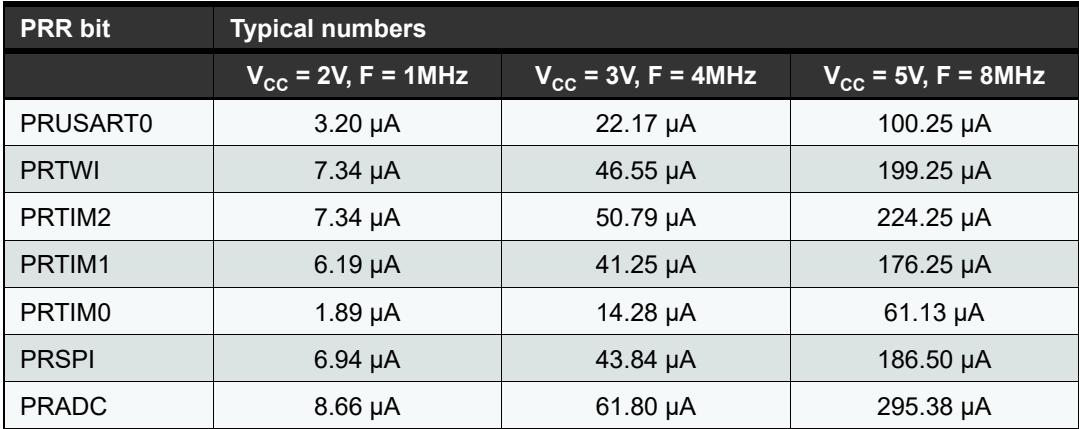 PRR bit Typical numbers
VCC = 2V, F = 1MHz VCC = 3V, F = 4MHz VCC = 5V, F = 8MHz
PRUSART0 3.20 µA 22.17 µA 100.25 µA
PRTWI 7.34 µA 46.55 µA 199.25 µA
PRTIM2 7.34 µA 50.79 µA 224.25 µA
PRTIM1 6.19 µA 41.25 µA 176.25 µA
PRTIM0 1.89 µA 14.28 µA 61.13 µA
PRSPI 6.94 µA 43.84 µA 186.50 µA
PRADC 8.66 µA 61.80 µA 295.38 µA